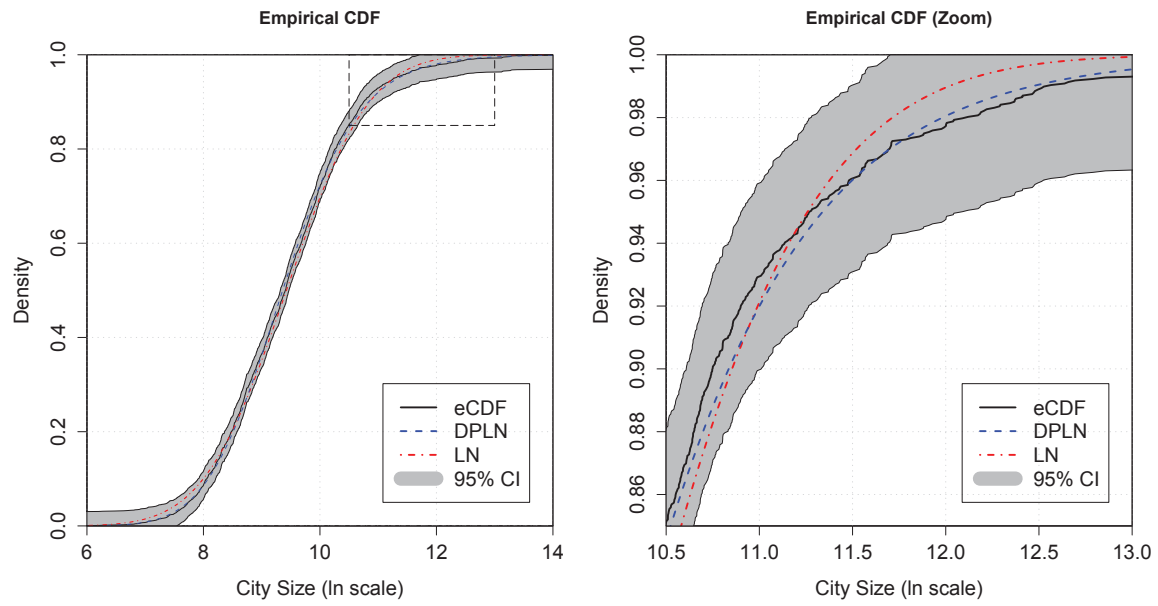 Empirical CDF
1.0
0.8
0.6
0.4
0.2
0.0
Density
6 8 10 12 14
City Size (ln scale)
eCDF
DPLN
LN
95% CI
Empirical CDF (Zoom)
1.00
0.98
0.96
0.94
0.92
0.90
0.88
0.86
Density
10.5 11.0 11.5 12.0 12.5 13.0
City Size (ln scale)
eCDF
DPLN
LN
95% CI